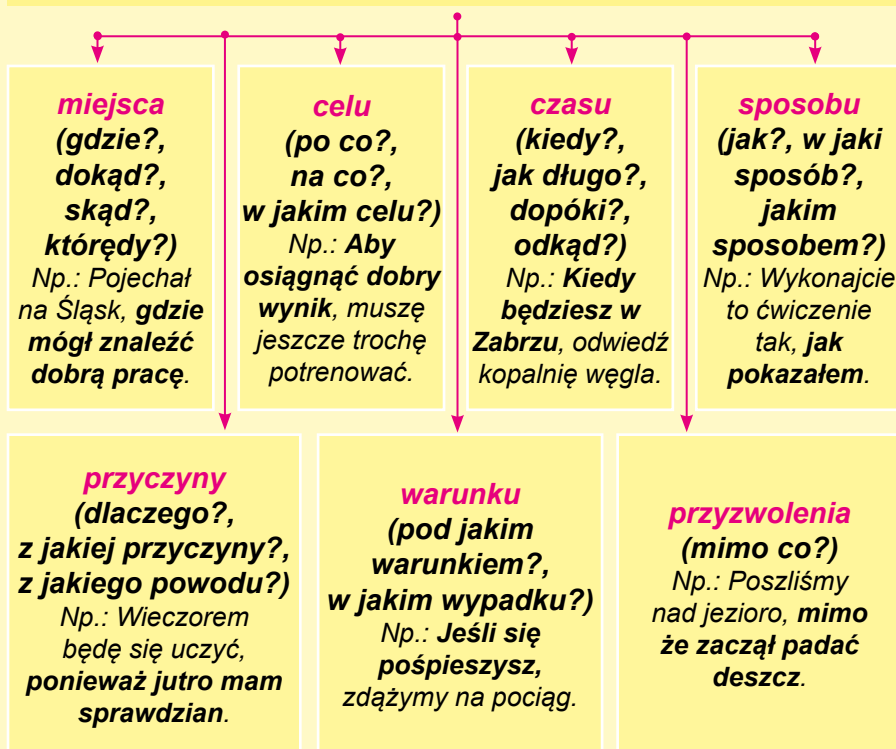 miejsca
(gdzie?,
dokąd?,
skąd?,
którędy?)
Np.: Pojechał
na Śląsk, gdzie
mógł znaleźć
dobrą pracę.
celu
(po co?,
na co?,
w jakim celu?)
Np.: Aby
osiągnąć dobry
wynik, muszę
jeszcze trochę
potrenować.
czasu
(kiedy?,
jak długo?,
dopóki?,
odkąd?)
Np.: Kiedy
będziesz w
Zabrzu, odwiedź
kopalnię węgla.
sposobu
(jak?, w jaki
sposób?,
jakim
sposobem?)
Np.: Wykonajcie
to ćwiczenie
tak, jak
pokazałem.
przyczyny
(dlaczego?,
z jakiej przyczyny?,
z jakiego powodu?)
Np.: Wieczorem
będę się uczyć,
ponieważ jutro mam
sprawdzian.
warunku
(pod jakim
warunkiem?,
w jakim wypadku?)
Np.: Jeśli się
pośpieszysz,
zdążymy na pociąg.
przyzwolenia
(mimo co?)
Np.: Poszliśmy
nad jezioro, mimo
że zaczął padać
deszcz.